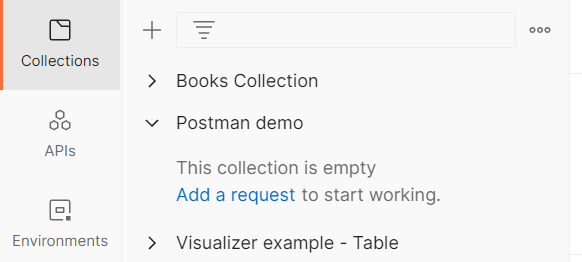 Collections
APIs
Environments
Books Collection
Postman demo
This collection is empty
Add a request to start working.
Visualizer example - Table